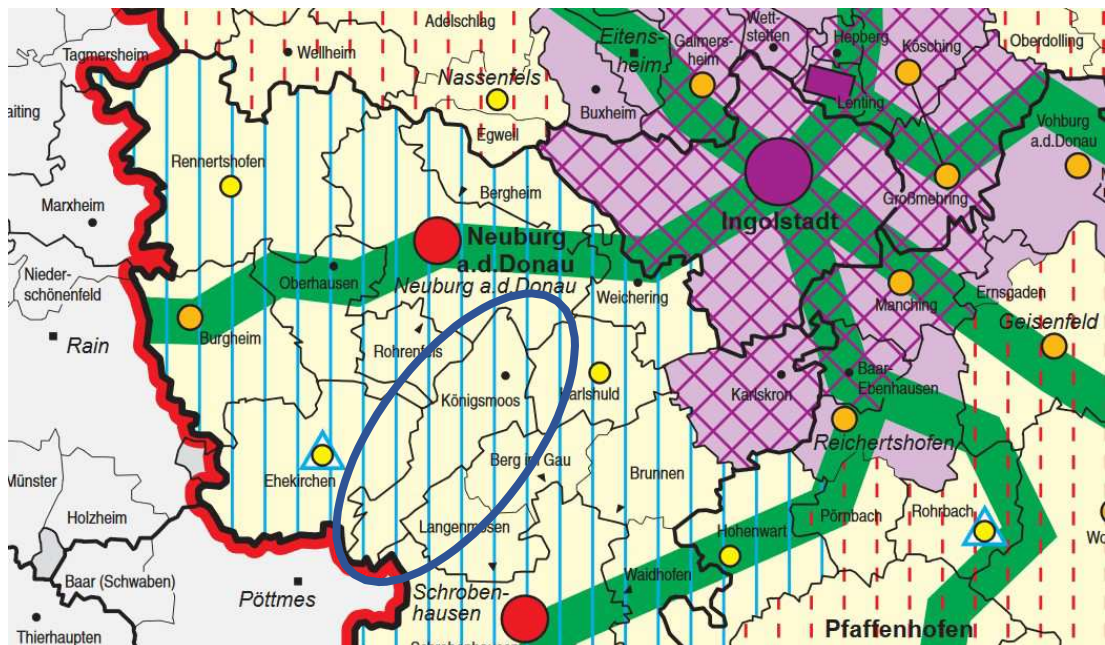 Adelschlag
Tagmersheim
Wellheim
Nassenfels
Egweil
Eitens-
heim
Gaimers-
heim
Wett-
stetten
Hepberg
Kösching
Oberdolling
Lenting
Buxheim
Vohburg
a.d.Donau
Großmehring
Ingolstadt
Rennertshofen
Bergheim
Marxheim
Neuburg
a.d.Donau
Neuburg a.d.Donau
Oberhausen
Weichering
Nieder-
schönenfeld
Rain
Burgheim
Manching
Ernsgaden
Geisenfeld
Rohrenfels
Königsmoos
Karlshuld
Karlskron
Baar-
Ebenhausen
Reichertshofen
Ehekirchen
Berg im Gau
Brunnen
Münster
Holzheim
Langenmosen
Hohenwart
Pörnbach
Rohrbach
Baar (Schwaben)
Pöttmes
Schroben-
hausen
Waidhofen
Thierhaupten
Pfaffenhofen